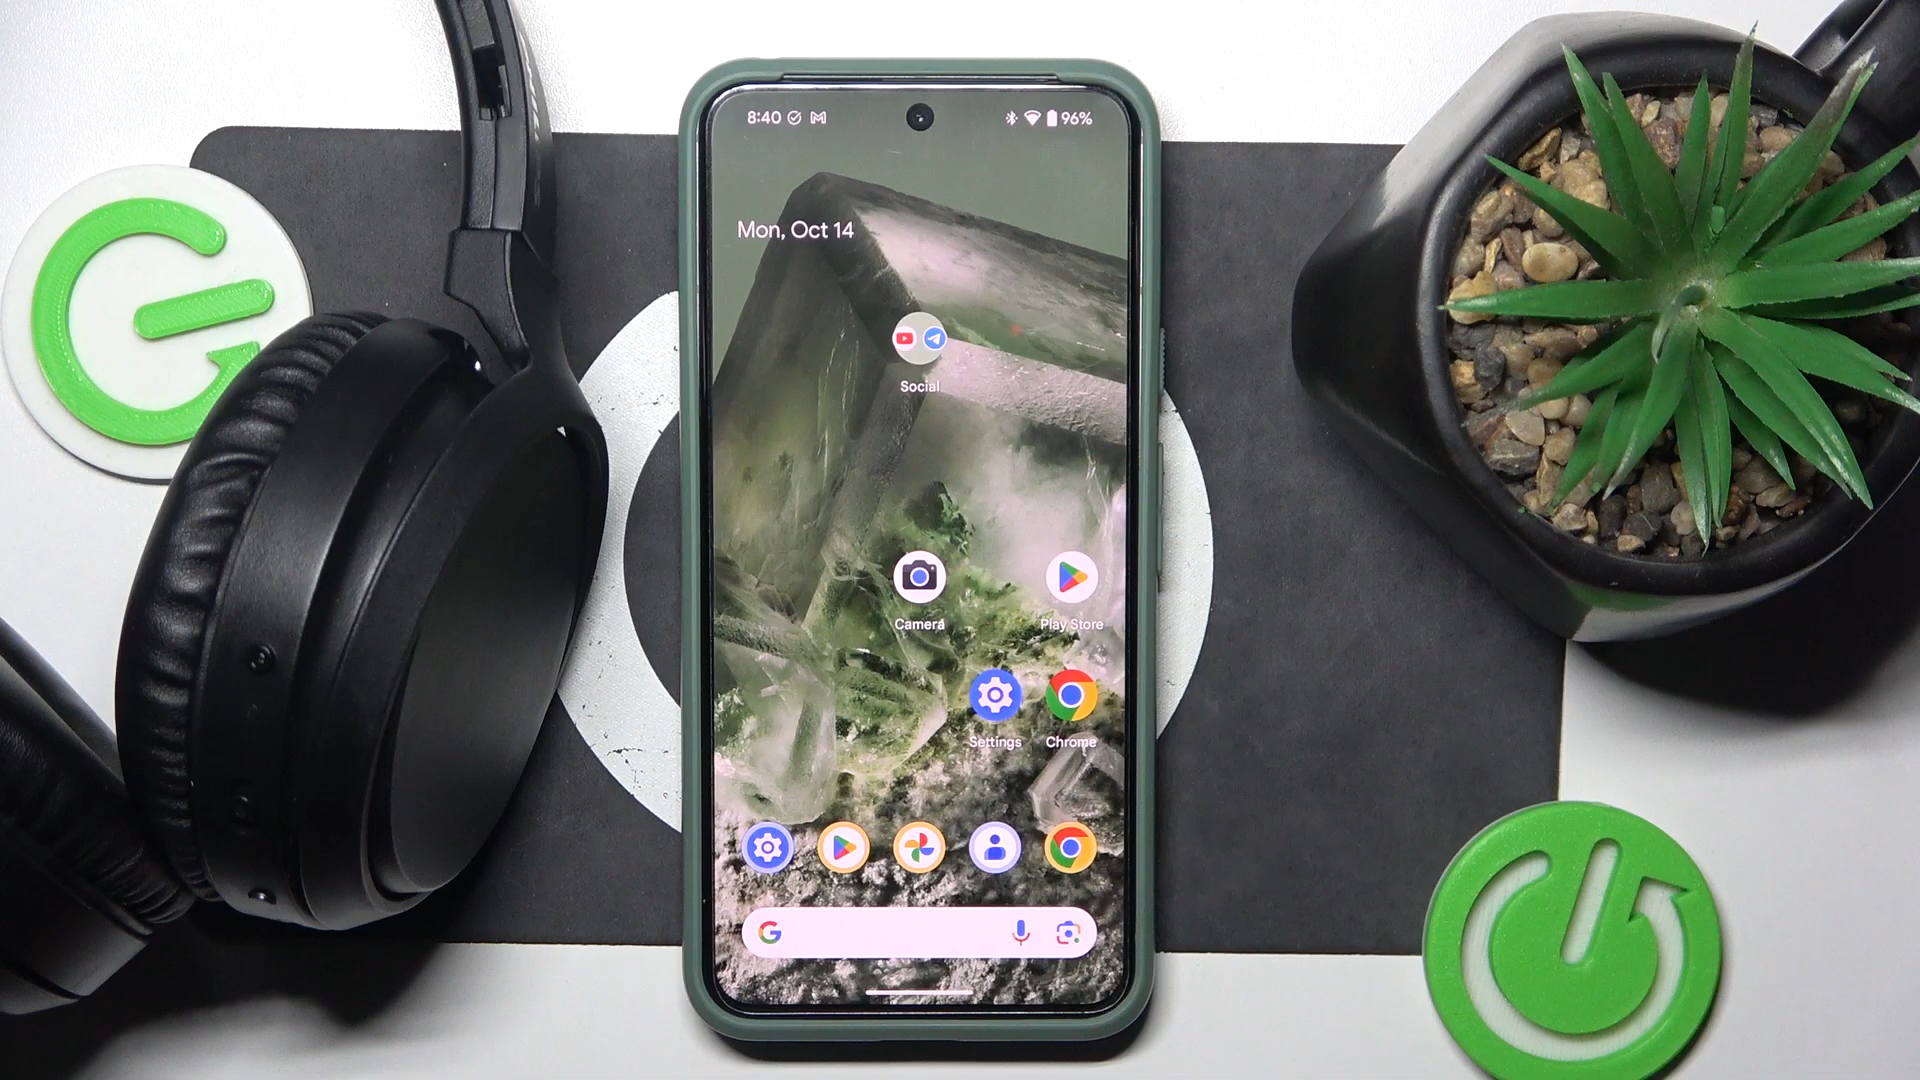 8:40
96%
Mon, Oct 14
Social
Camera
Play Store
Settings
Chrome